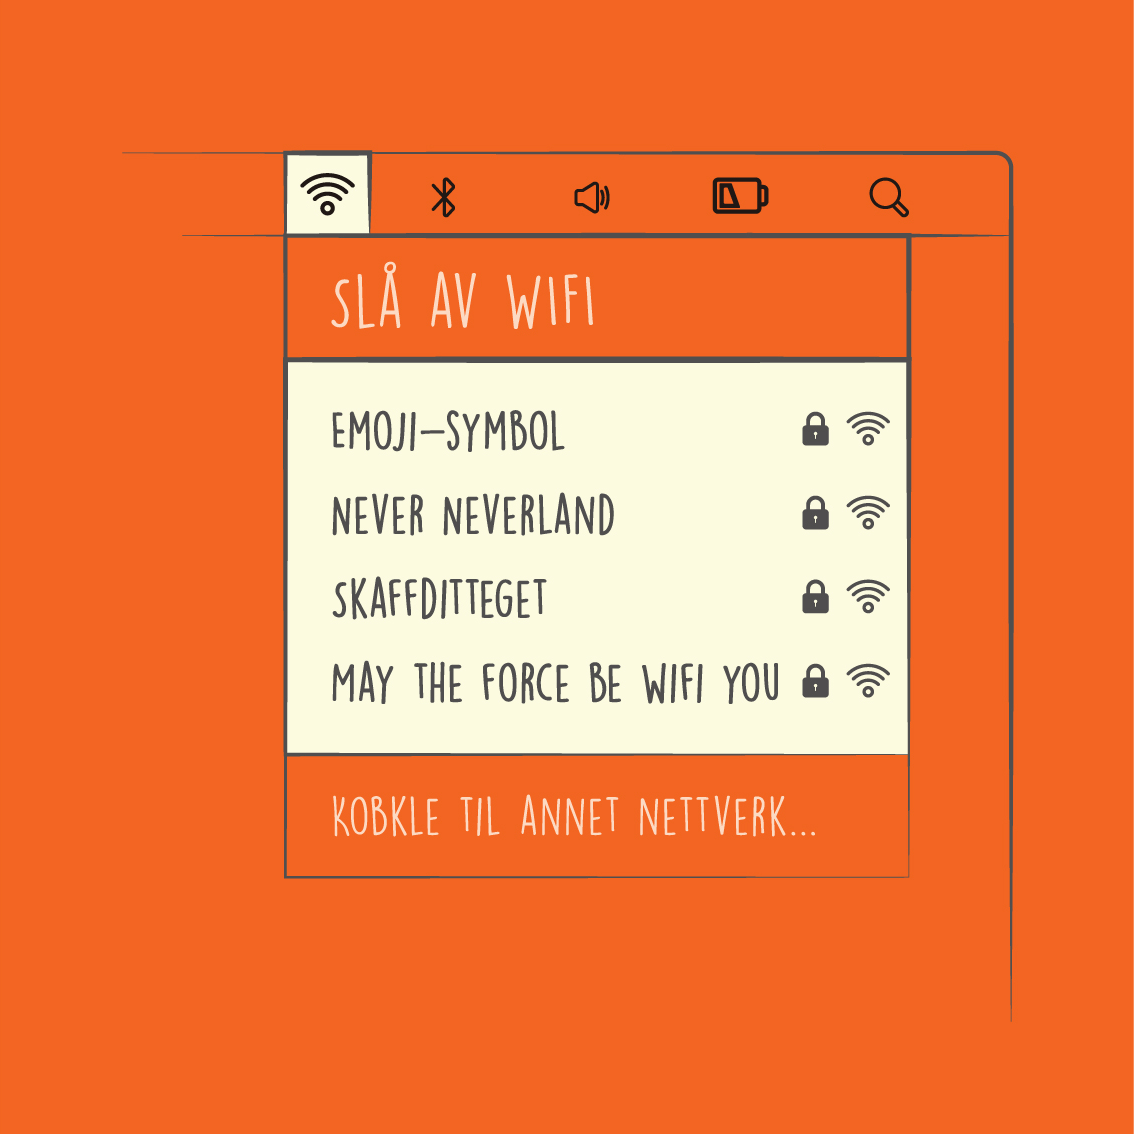 SLÅ AV WIFI
EMOJI–SYMBOL
NEVER NEVERLAND
SKAFFDITTEGET
MAY THE FORCE BE WIFI YOU
KOBKLE TIL ANNET NETTVERK...